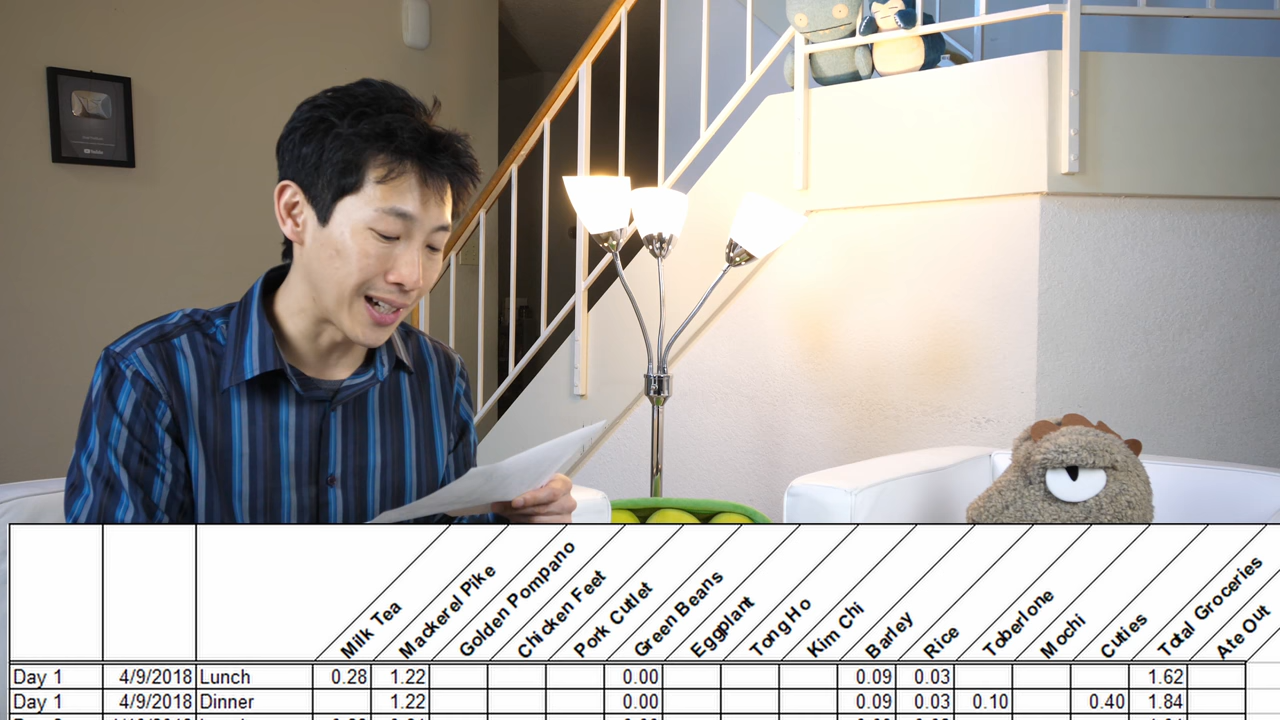 YouTube
Milk Tea
Mackerel Pike
Golden Pompano
Chicken Feet
Pork Cutlet
Green Beans
Eggplant
Tong Ho
Kim Chi
Barley
Rice
Toberlone
Mochi
Cuties
Total Groceries
Ate Out
Day 1 4/9/2018 Lunch 0.28 1.22 0.00 0.09 0.03 1.62
Day 1 4/9/2018 Dinner 1.22 0.00 0.09 0.03 0.10 0.40 1.84